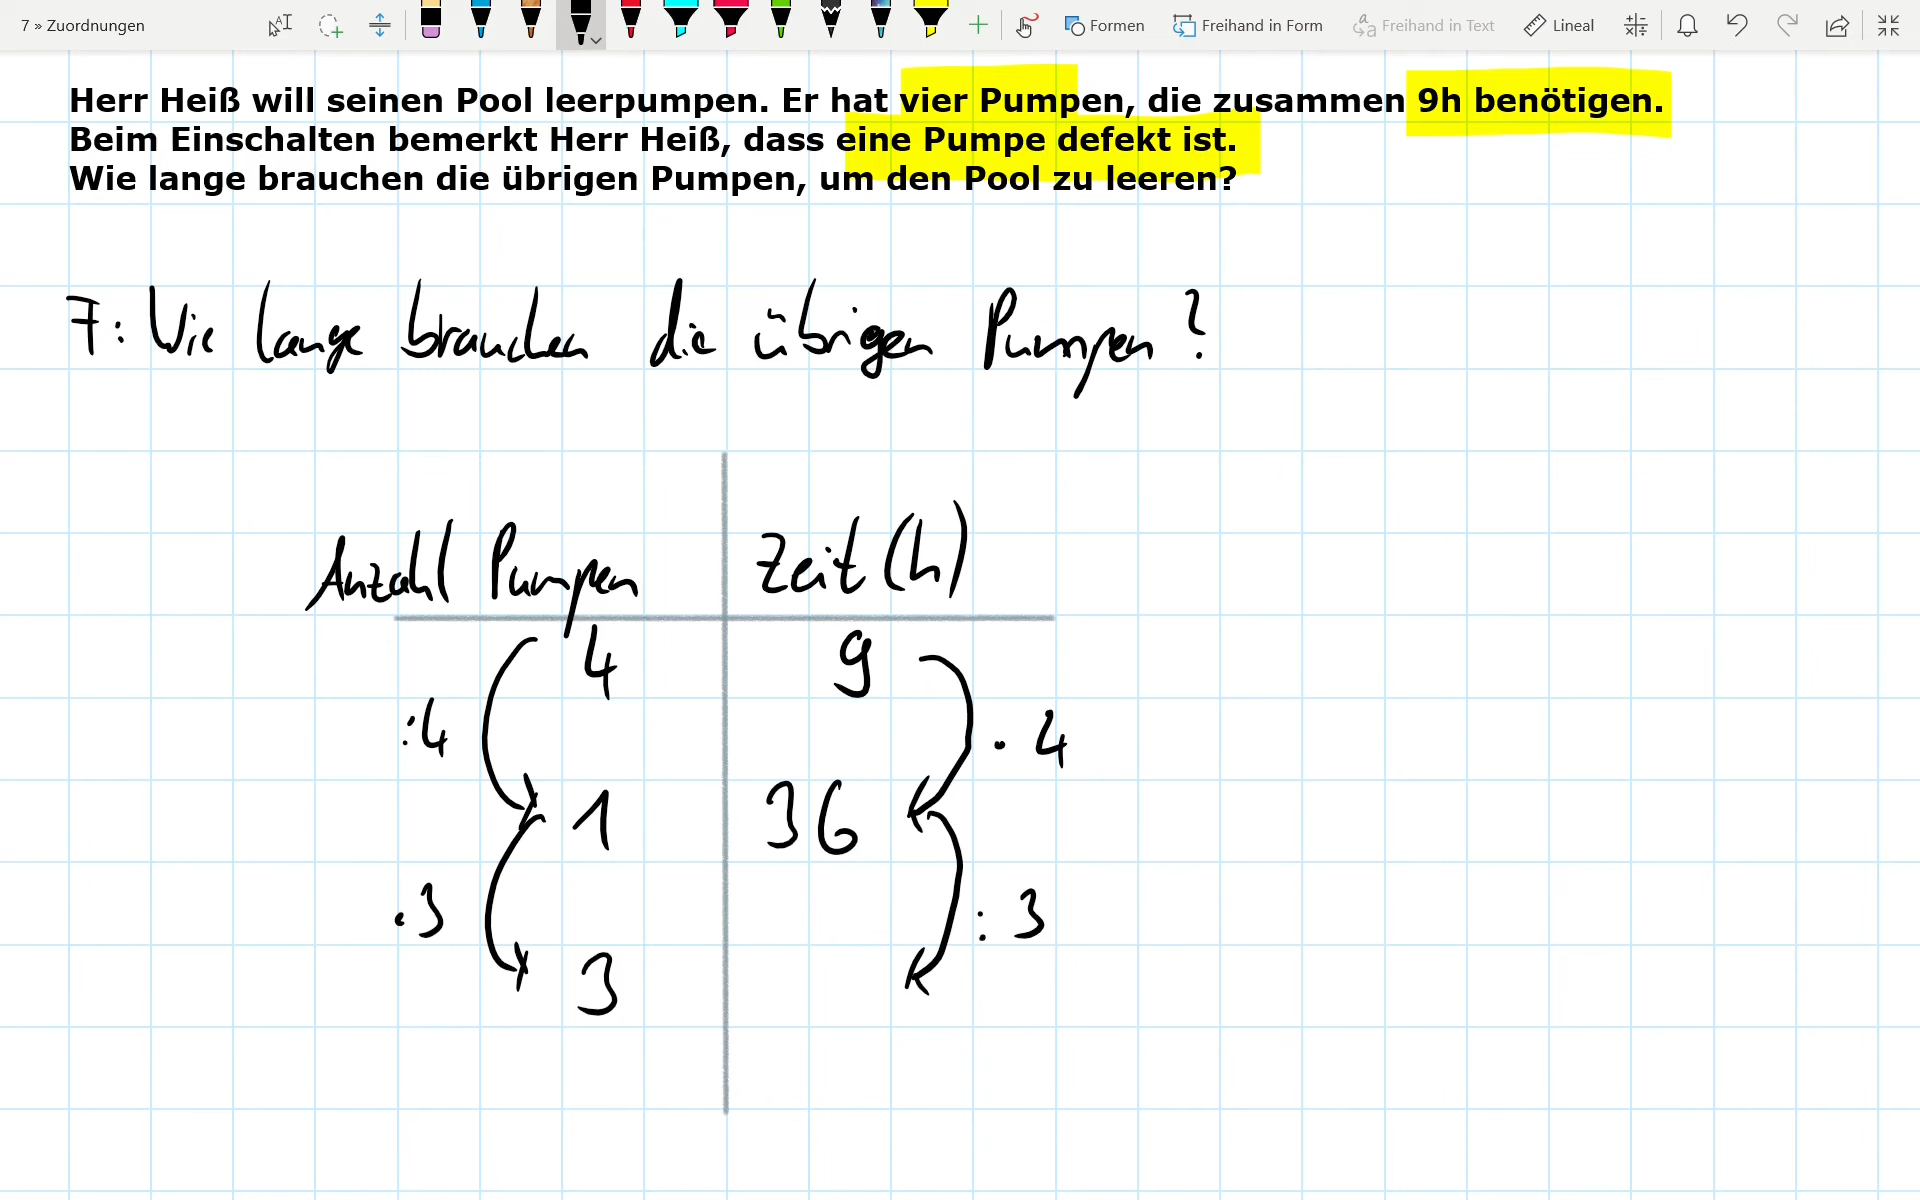 7 » Zuordnungen
Formen
Freihand in Form
Freihand in Text
Lineal
Herr Heiß will seinen Pool leerpumpen. Er hat vier Pumpen, die zusammen 9h benötigen.
Beim Einschalten bemerkt Herr Heiß, dass eine Pumpe defekt ist.
Wie lange brauchen die übrigen Pumpen, um den Pool zu leeren?
F: Wie lange brauchen die übrigen Pumpen?
Anzahl Pumpen Zeit (h)
4 9
:4 · 4
1 36
·3 : 3
3